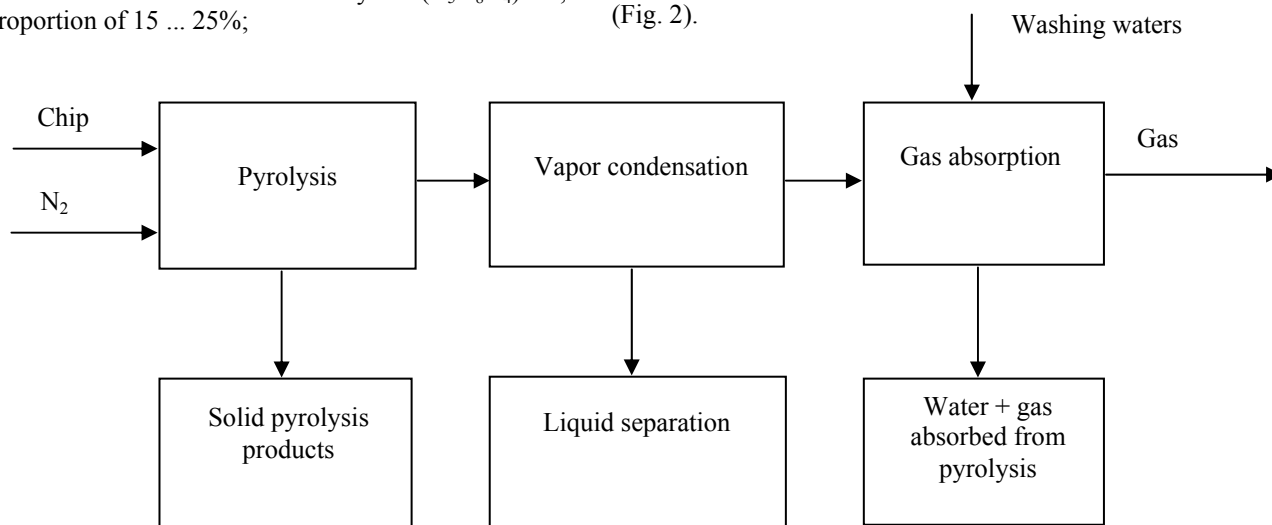 roportion of 15 ... 25%;
(Fig. 2).
Washing waters
Chip
N₂
Pyrolysis
Vapor condensation
Gas absorption
Gas
Solid pyrolysis
products
Liquid separation
Water + gas
absorbed from
pyrolysis